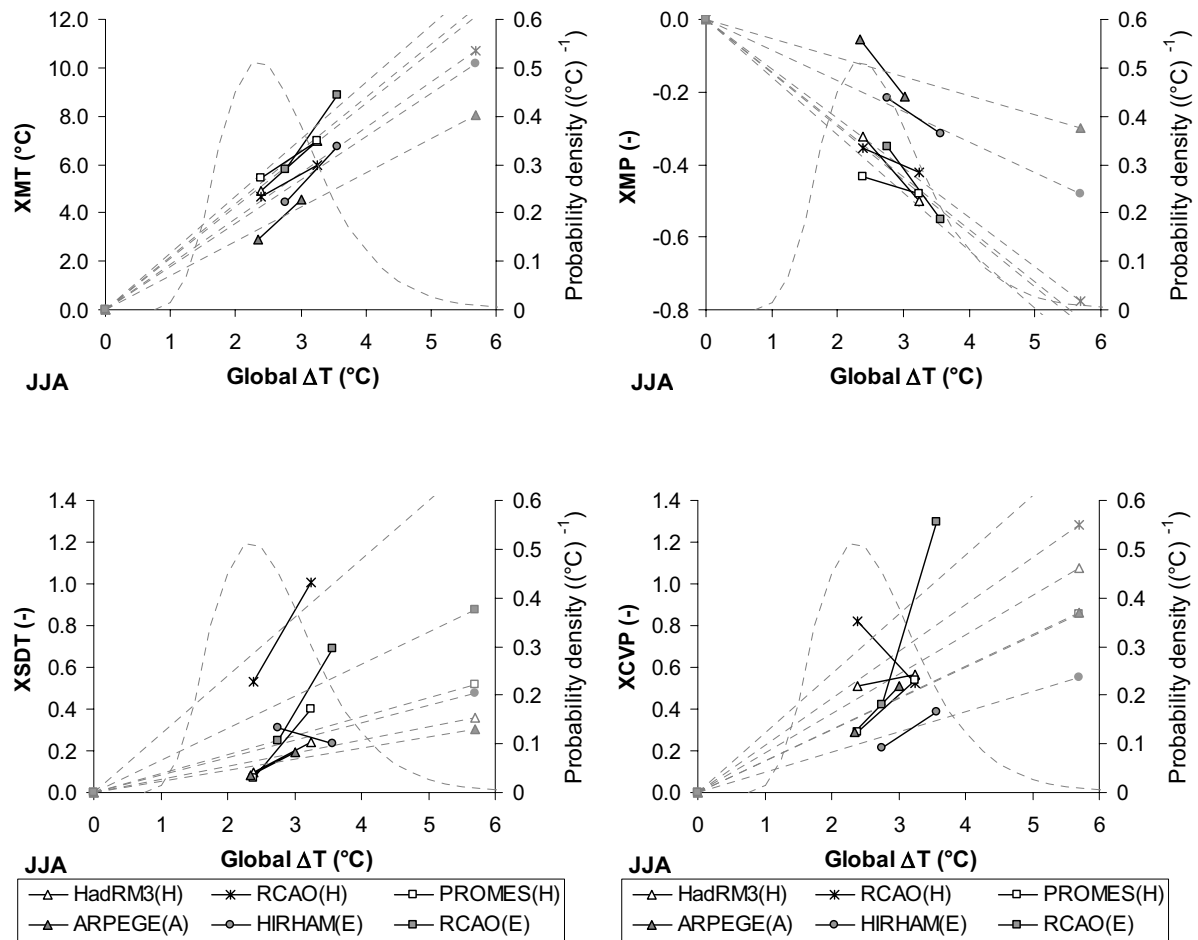 12.0
10.0
8.0
6.0
4.0
2.0
0.0
XMT (°C)
0 1 2 3 4 5 6
0.6
0.5
0.4
0.3
0.2
0.1
0
Probability density ((°C) -1)
JJA
Global ΔT (°C)
0.0
-0.2
-0.4
-0.6
-0.8
XMP (-)
0 1 2 3 4 5 6
0.6
0.5
0.4
0.3
0.2
0.1
0
Probability density ((°C) -1)
JJA
Global ΔT (°C)
1.4
1.2
1.0
0.8
0.6
0.4
0.2
0.0
XSDT (-)
0 1 2 3 4 5 6
0.6
0.5
0.4
0.3
0.2
0.1
0
Probability density ((°C) -1)
JJA
Global ΔT (°C)
HadRM3(H) RCAO(H) PROMES(H)
ARPEGE(A) HIRHAM(E) RCAO(E)
1.4
1.2
1.0
0.8
0.6
0.4
0.2
0.0
XCVP (-)
0 1 2 3 4 5 6
0.6
0.5
0.4
0.3
0.2
0.1
0
Probability density ((°C) -1)
JJA
Global ΔT (°C)
HadRM3(H) RCAO(H) PROMES(H)
ARPEGE(A) HIRHAM(E) RCAO(E)